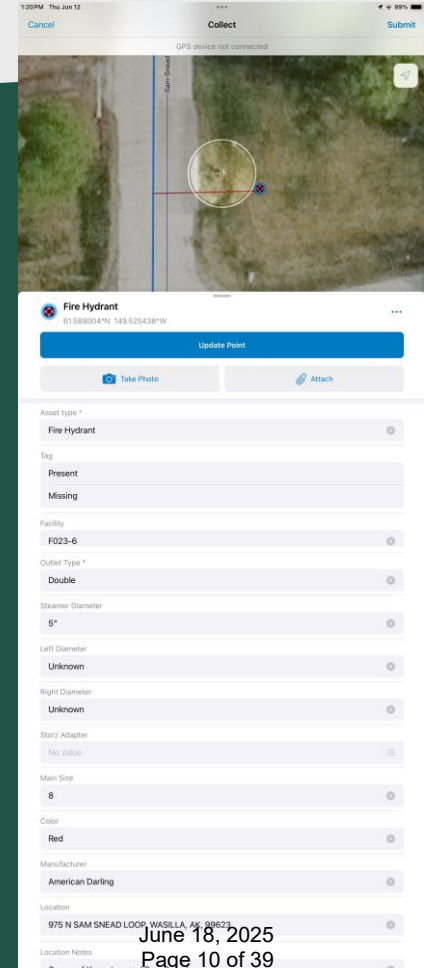 1:20 PM Thu Jun 12
99%
Cancel
Collect
Submit
GPS device not connected
Sam Snead
Fire Hydrant
61.588004°N 149.525438°W
Update Point
Take Photo
Attach
Asset type *
Fire Hydrant
Tag
Present
Missing
Facility
F023-6
Outlet Type *
Double
Steamer Diameter
5"
Left Diameter
Unknown
Right Diameter
Unknown
Storz Adapter
No value
Main Size
8
Color
Red
Manufacturer
American Darling
Location
975 N SAM SNEAD LOOP, WASILLA, AK, 99623
June 18, 2025
Location Notes
Page 10 of 39